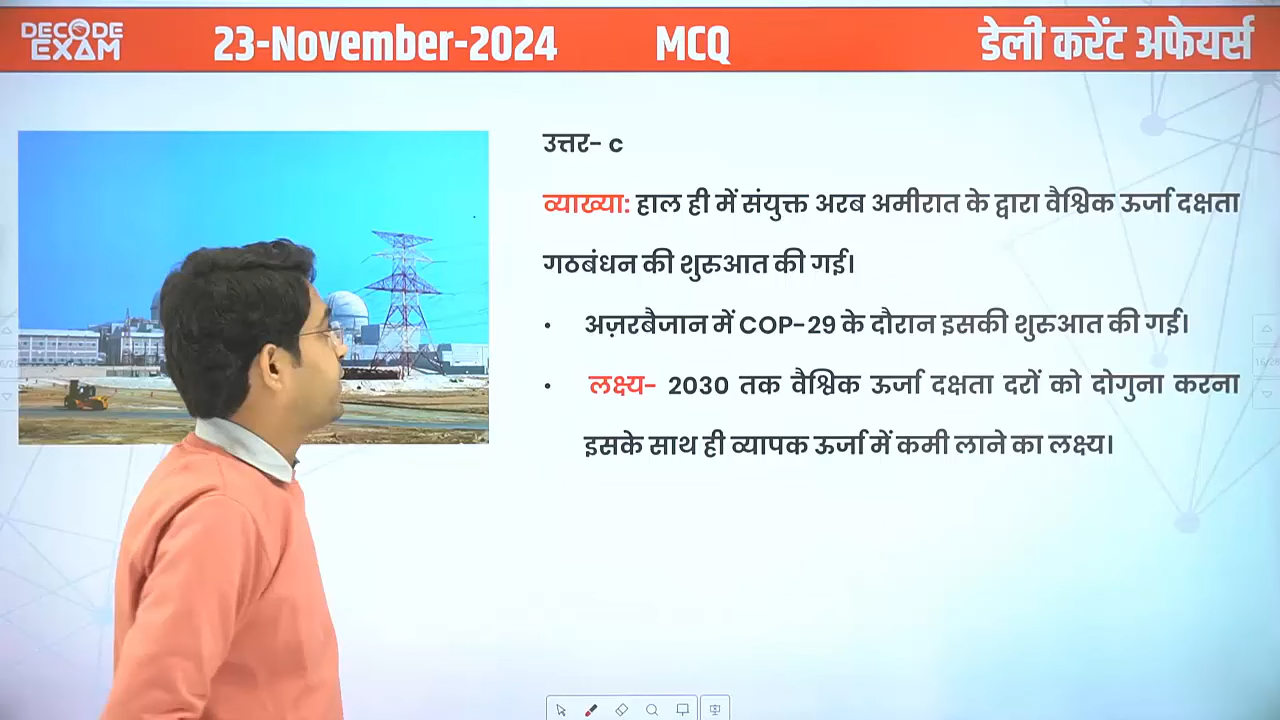 DECODE EXAM
23-November-2024 MCQ डेली करेंट अफेयर्स
उत्तर- c
व्याख्या: हाल ही में संयुक्त अरब अमीरात के द्वारा वैश्विक ऊर्जा दक्षता
गठबंधन की शुरुआत की गई।
• अज़रबैजान में COP-29 के दौरान इसकी शुरुआत की गई।
• लक्ष्य- 2030 तक वैश्विक ऊर्जा दक्षता दरों को दोगुना करना
इसके साथ ही व्यापक ऊर्जा में कमी लाने का लक्ष्य।